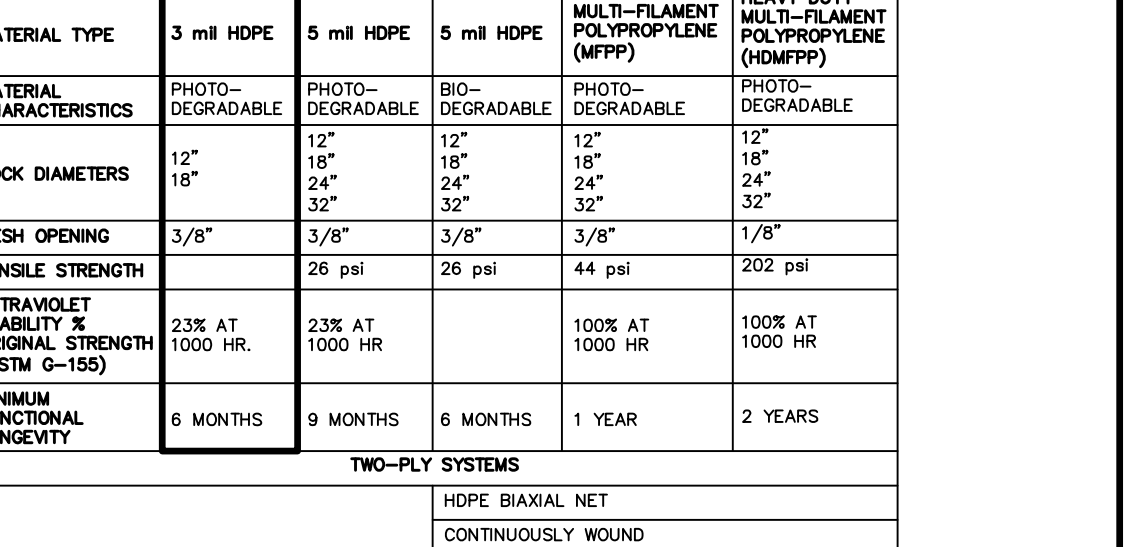 ATERIAL TYPE
3 mil HDPE
5 mil HDPE
5 mil HDPE
MULTI-FILAMENT
POLYPROPYLENE
(MFPP)
HEAVY DUTY
MULTI-FILAMENT
POLYPROPYLENE
(HDMFPP)
ATERIAL
HARACTERISTICS
PHOTO-
DEGRADABLE
PHOTO-
DEGRADABLE
BIO-
DEGRADABLE
PHOTO-
DEGRADABLE
PHOTO-
DEGRADABLE
OCK DIAMETERS
12"
18"
12"
18"
24"
32"
12"
18"
24"
32"
12"
18"
24"
32"
12"
18"
24"
32"
ESH OPENING
3/8"
3/8"
3/8"
3/8"
1/8"
NSILE STRENGTH
26 psi
26 psi
44 psi
202 psi
TRAVIOLET
ABILITY %
RIGINAL STRENGTH
STM G-155)
23% AT
1000 HR.
23% AT
1000 HR
100% AT
1000 HR
100% AT
1000 HR
NIMUM
NCTIONAL
NGEVITY
6 MONTHS
9 MONTHS
6 MONTHS
1 YEAR
2 YEARS
TWO-PLY SYSTEMS
HDPE BIAXIAL NET
CONTINUOUSLY WOUND